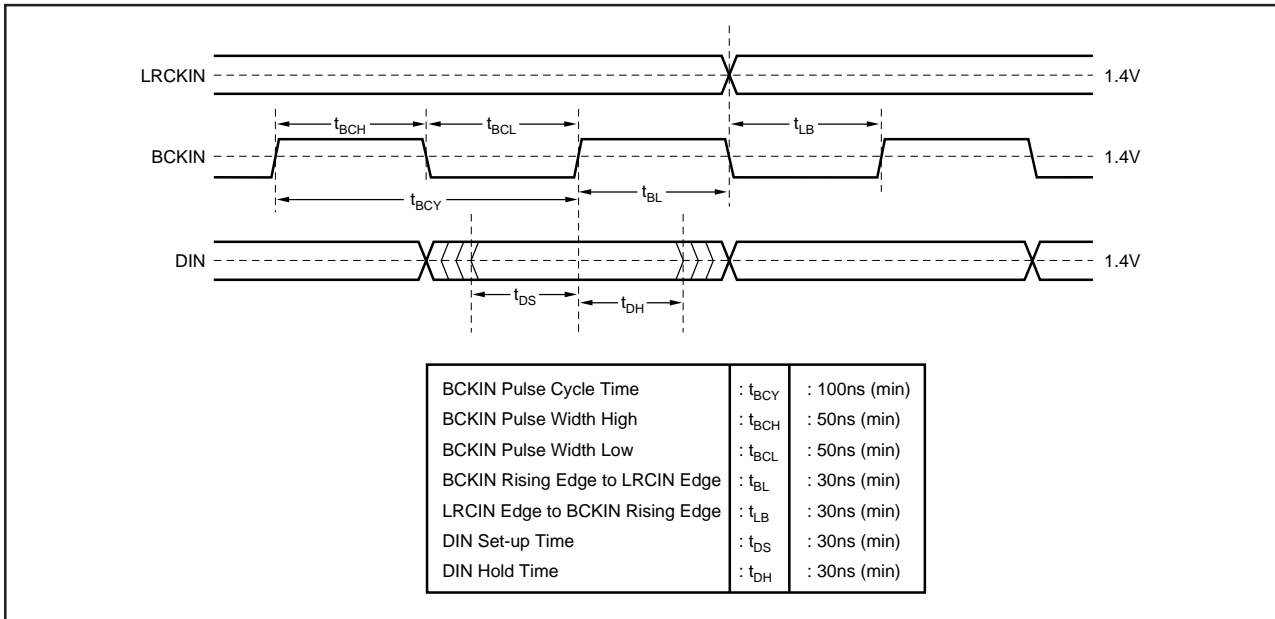 LRCKIN
1.4V
tBCH
tBCL
tLB
BCKIN
1.4V
tBCY
tBL
DIN
1.4V
tDS
tDH
BCKIN Pulse Cycle Time : tBCY : 100ns (min)
BCKIN Pulse Width High : tBCH : 50ns (min)
BCKIN Pulse Width Low : tBCL : 50ns (min)
BCKIN Rising Edge to LRCIN Edge : tBL : 30ns (min)
LRCIN Edge to BCKIN Rising Edge : tLB : 30ns (min)
DIN Set-up Time : tDS : 30ns (min)
DIN Hold Time : tDH : 30ns (min)